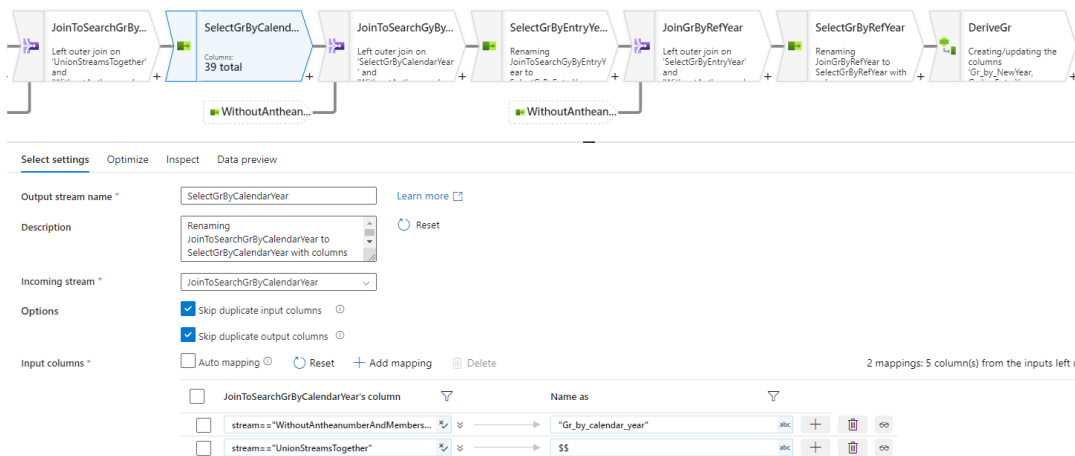 JoinToSearchGrBy...
Left outer join on
'UnionStreamsTogether'
and
SelectGrByCalend...
Columns:
39 total
JoinToSearchGyBy...
Left outer join on
'SelectGrByCalendarYear
' and
SelectGrByEntryYe...
Renaming
JoinToSearchGyByEntryY
ear to
JoinGrByRefYear
Left outer join on
'SelectGrByEntryYear'
and
SelectGrByRefYear
Renaming
JoinGrByRefYear to
SelectGrByRefYear with
DeriveGr
Creating/updating the
columns
'Gr_by_NewYear,
+ + + + + + +
WithoutAnthean...
WithoutAnthean...
Select settings Optimize Inspect Data preview
Output stream name * SelectGrByCalendarYear Learn more
Description Renaming
JoinToSearchGrByCalendarYear to
SelectGrByCalendarYear with columns
Reset
Incoming stream * JoinToSearchGrByCalendarYear
Options Skip duplicate input columns
Skip duplicate output columns
Input columns * Auto mapping Reset + Add mapping Delete 2 mappings: 5 column(s) from the inputs left
JoinToSearchGrByCalendarYear's column Name as
stream=="WithoutAntheanumberAndMembers... "Gr_by_calendar_year" abc +
stream=="UnionStreamsTogether" $$ abc +